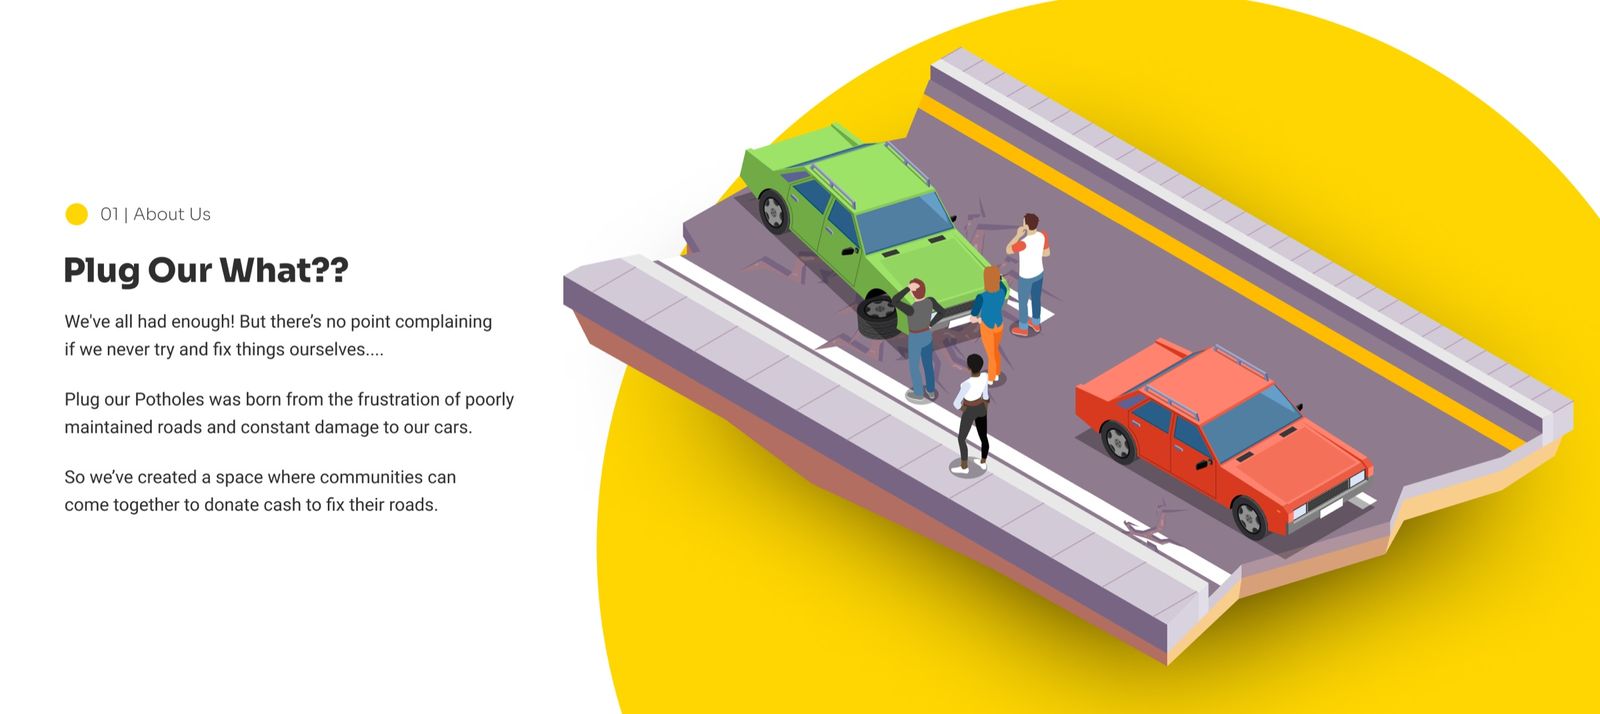 01 | About Us
Plug Our What??
We've all had enough! But there’s no point complaining
if we never try and fix things ourselves....
Plug our Potholes was born from the frustration of poorly
maintained roads and constant damage to our cars.
So we’ve created a space where communities can
come together to donate cash to fix their roads.